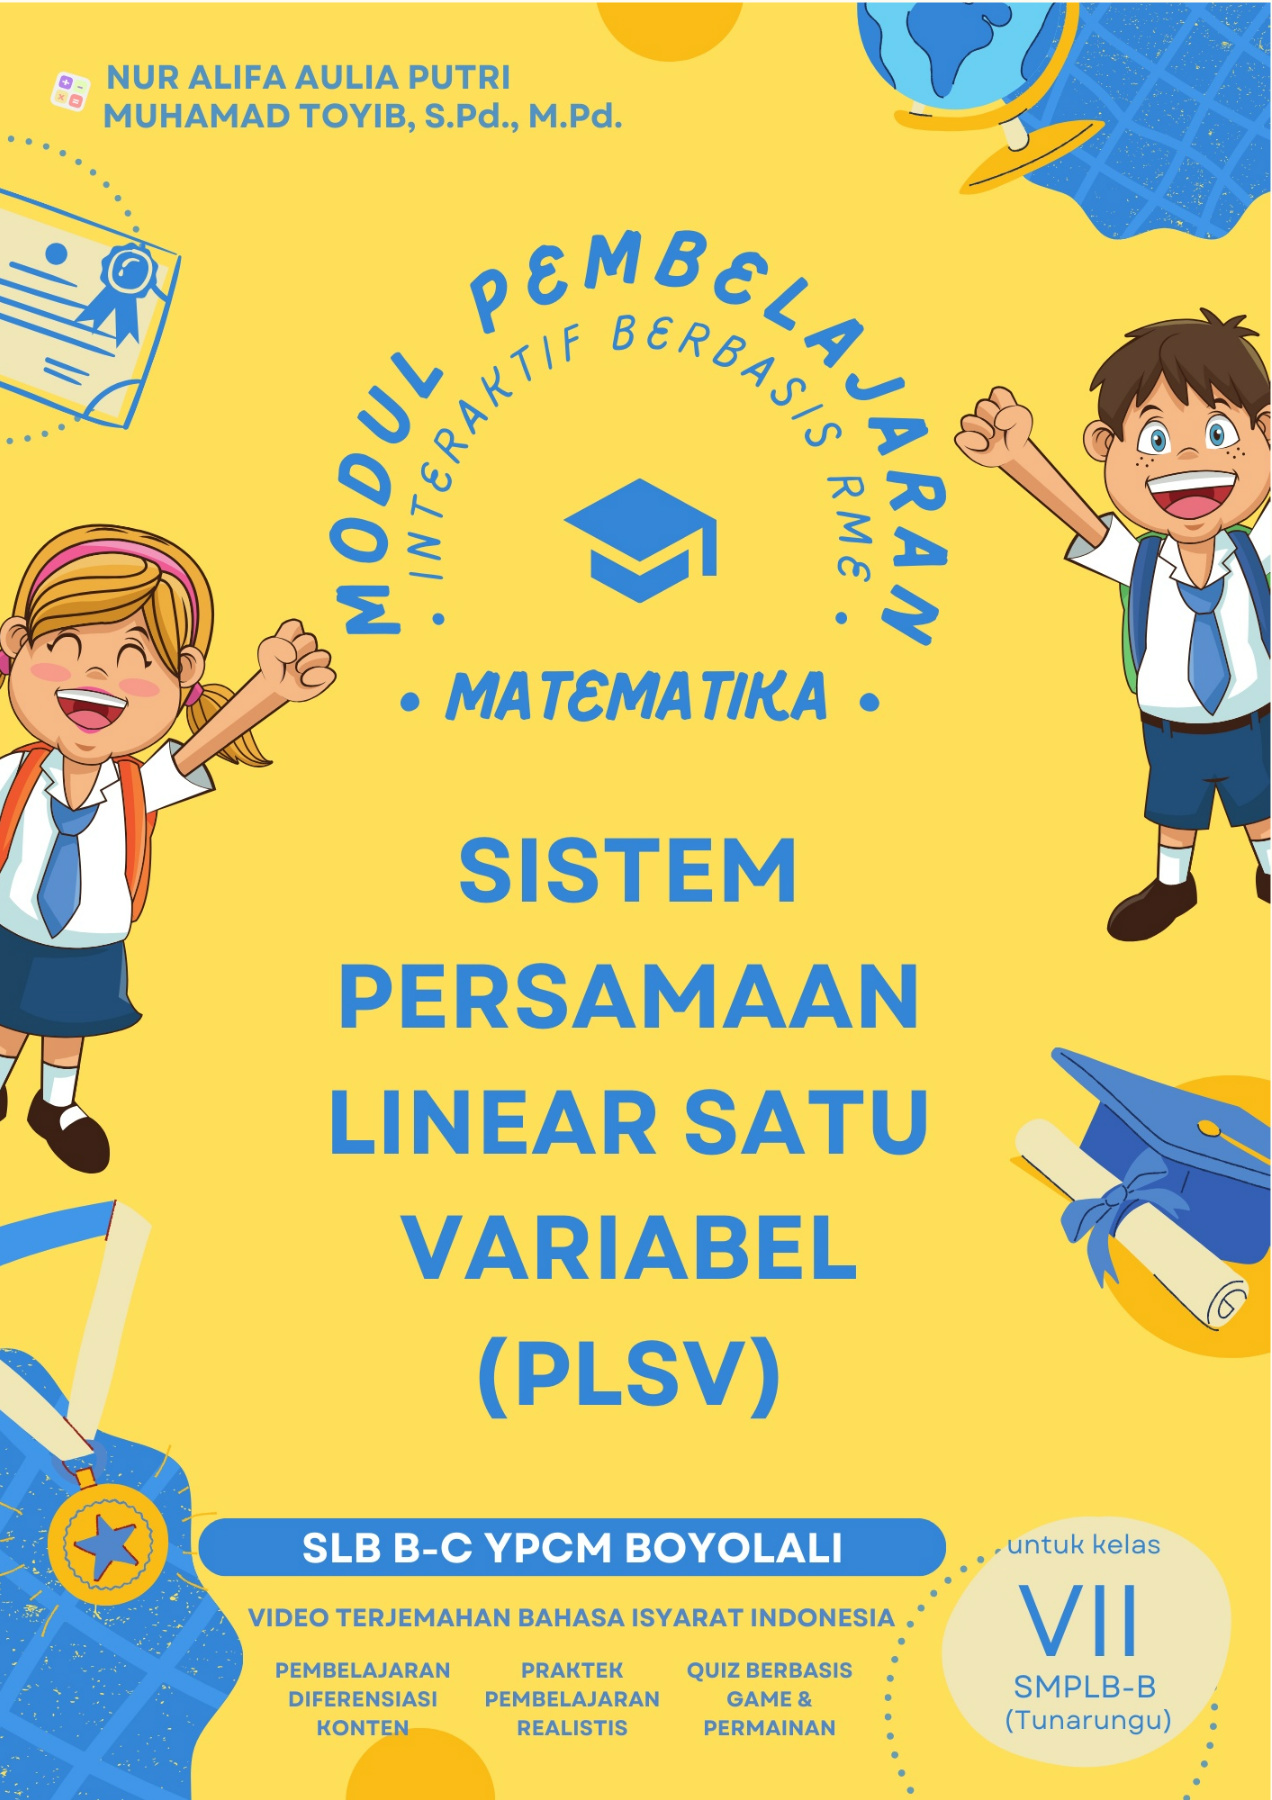 NUR ALIFA AULIA PUTRI
MUHAMAD TOYIB, S.Pd., M.Pd.
MODUL PEMBELAJARAN
• INTERAKTIF BERBASIS RME •
• MATEMATIKA •
SISTEM
PERSAMAAN
LINEAR SATU
VARIABEL
(PLSV)
SLB B-C YPCM BOYOLALI
VIDEO TERJEMAHAN BAHASA ISYARAT INDONESIA
PEMBELAJARAN
DIFERENSIASI
KONTEN
PRAKTEK
PEMBELAJARAN
REALISTIS
QUIZ BERBASIS
GAME &
PERMAINAN
untuk kelas
VII
SMPLB-B
(Tunarungu)